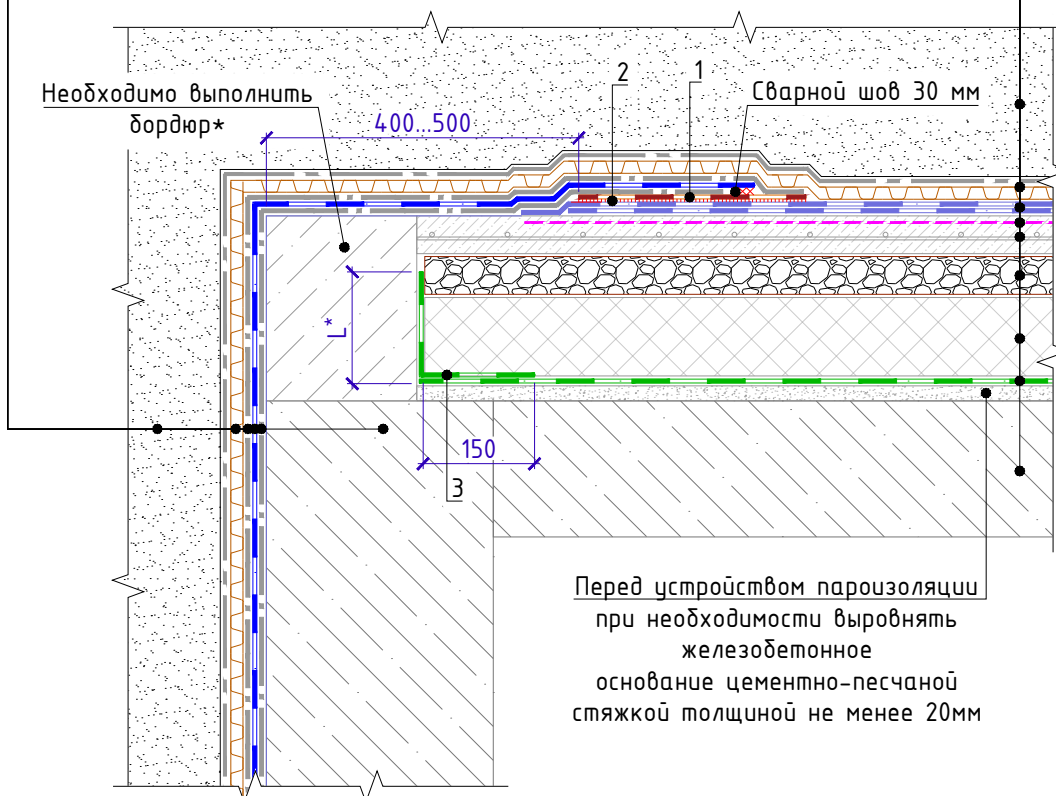 Необходимо выполнить
бордюр*
400...500
2
1
Сварной шов 30 мм
L*
150
3
Перед устройством пароизоляции
при необходимости выровнять
железобетонное
основание цементно-песчаной
стяжкой толщиной не менее 20мм